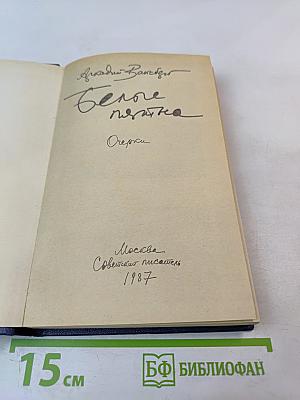 Аркадий Ваксберг
Белые
пятна
Очерки
Москва
Советский писатель
1987
15 см
БФ БИБЛИОФАН